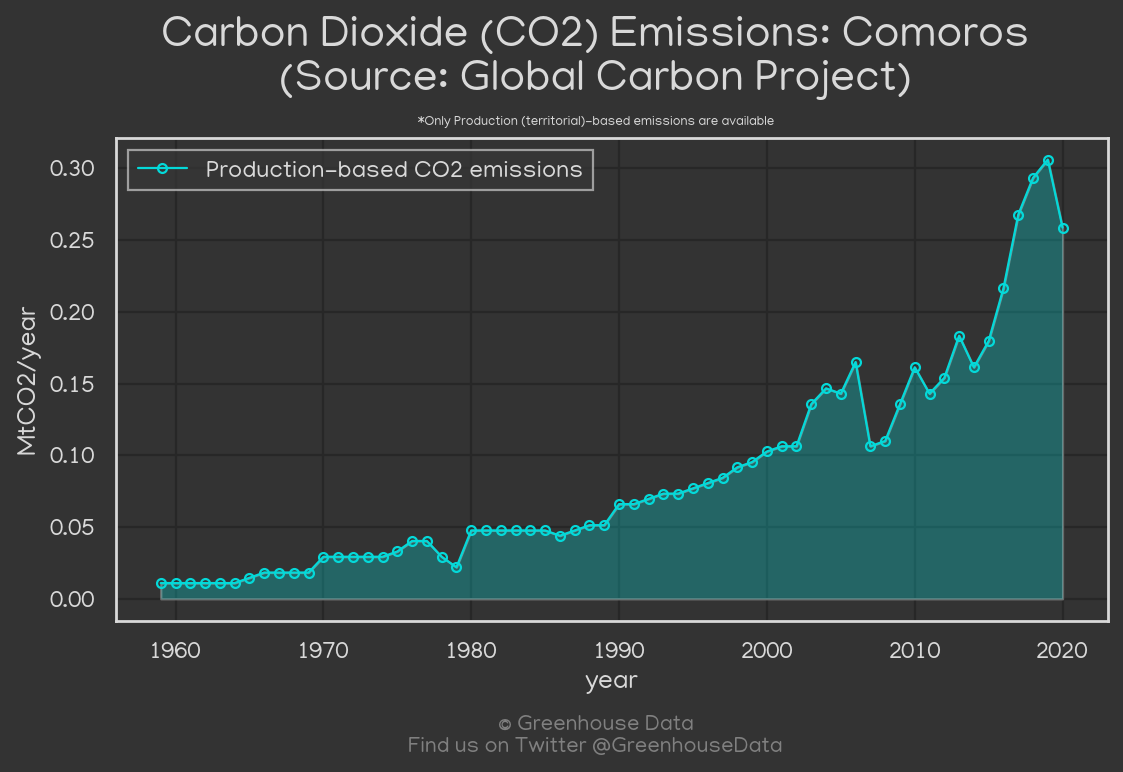 Carbon Dioxide (CO2) Emissions: Comoros
(Source: Global Carbon Project)
*Only Production (territorial)-based emissions are available
Production-based CO2 emissions
0.30
0.25
0.20
0.15
0.10
0.05
0.00
MtCO2/year
1960 1970 1980 1990 2000 2010 2020
year
© Greenhouse Data
Find us on Twitter @GreenhouseData